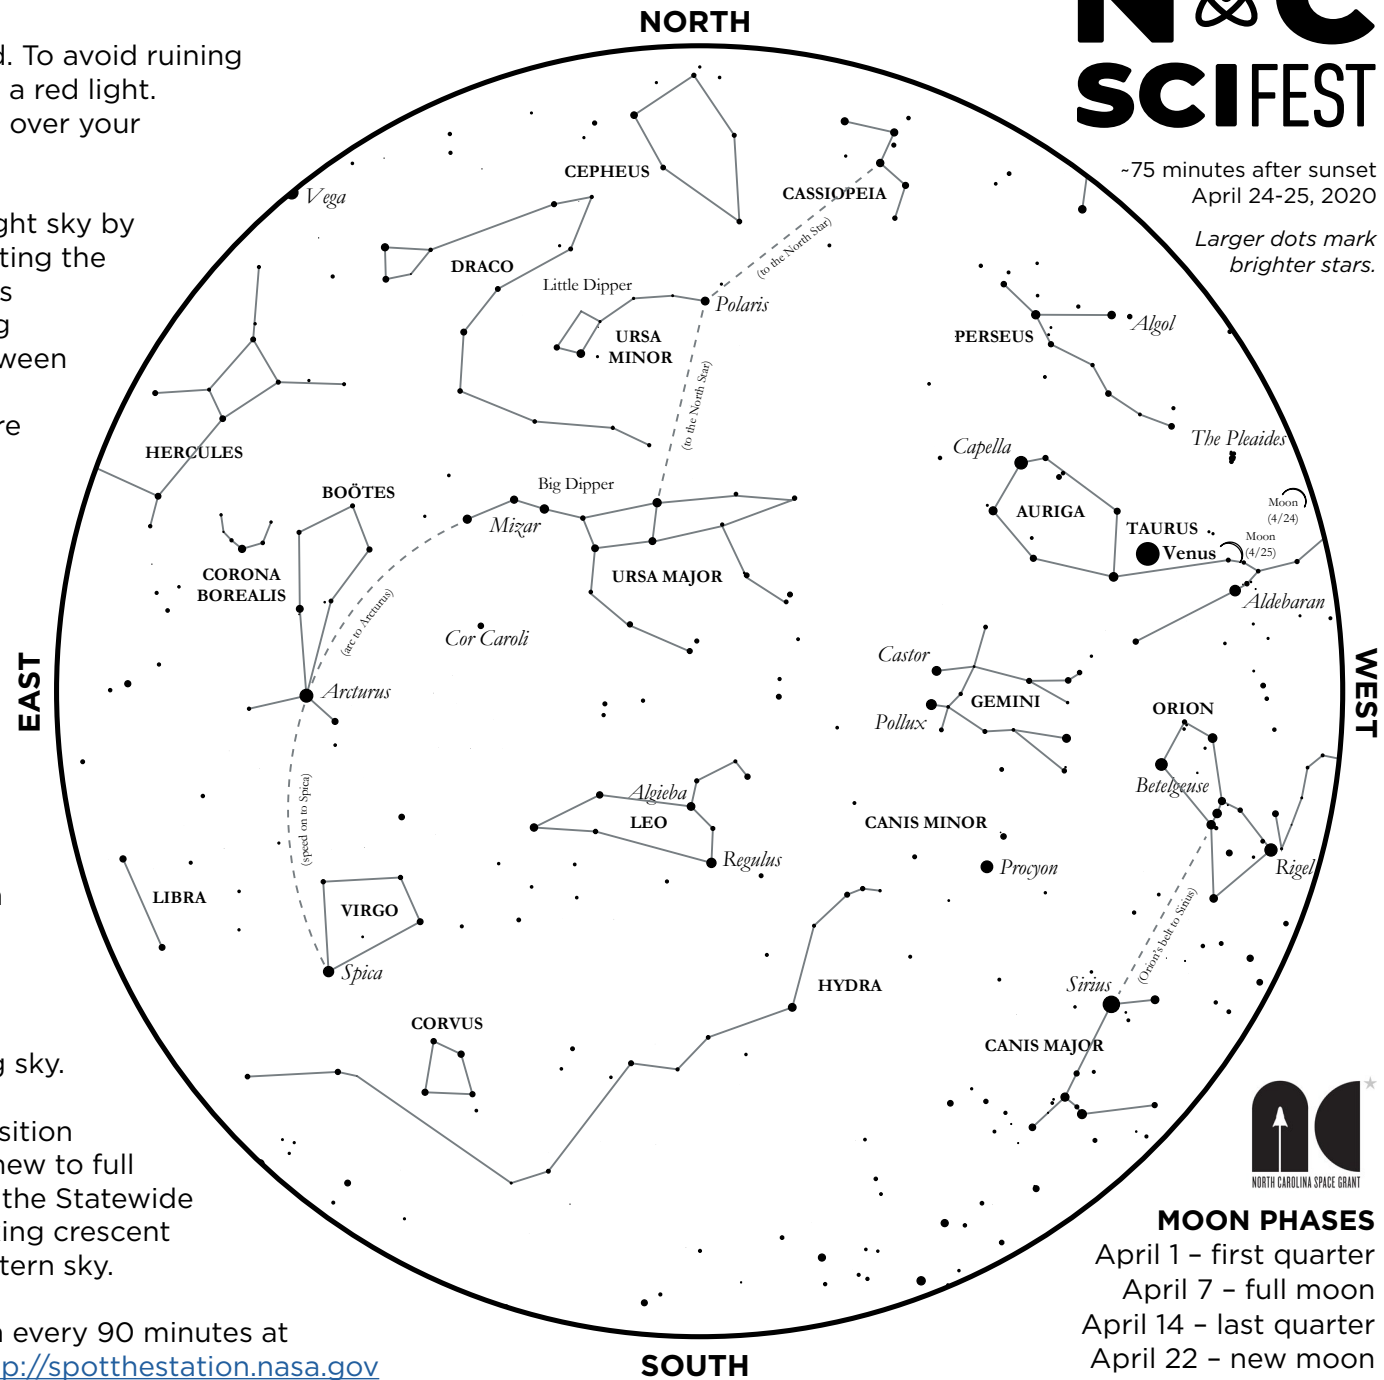 NORTH
N C
SCIFEST
~75 minutes after sunset
April 24-25, 2020
Larger dots mark
brighter stars.
d. To avoid ruining
a red light.
over your
ght sky by
ting the
s
g
ween
re
n
g sky.
sition
new to full
the Statewide
ing crescent
tern sky.
n every 90 minutes at
p://spotthestation.nasa.gov
EAST
WEST
SOUTH
CEPHEUS
CASSIOPEIA
Vega
(to the North Star)
DRACO
Little Dipper
Polaris
URSA
MINOR
PERSEUS
Algol
(to the North Star)
HERCULES
The Pleaides
Capella
BOÖTES
Big Dipper
Mizar
AURIGA
Moon
(4/24)
TAURUS
Venus
Moon
(4/25)
CORONA
BOREALIS
URSA MAJOR
Aldebaran
(arc to Arcturus)
Cor Caroli
Castor
Arcturus
GEMINI
Pollux
ORION
Betelgeuse
Algieba
LEO
CANIS MINOR
(speed on to Spica)
Regulus
Procyon
Rigel
LIBRA
VIRGO
(Orion's belt to Sirius)
Spica
HYDRA
Sirius
CORVUS
CANIS MAJOR
NC
NORTH CAROLINA SPACE GRANT
MOON PHASES
April 1 – first quarter
April 7 – full moon
April 14 – last quarter
April 22 – new moon